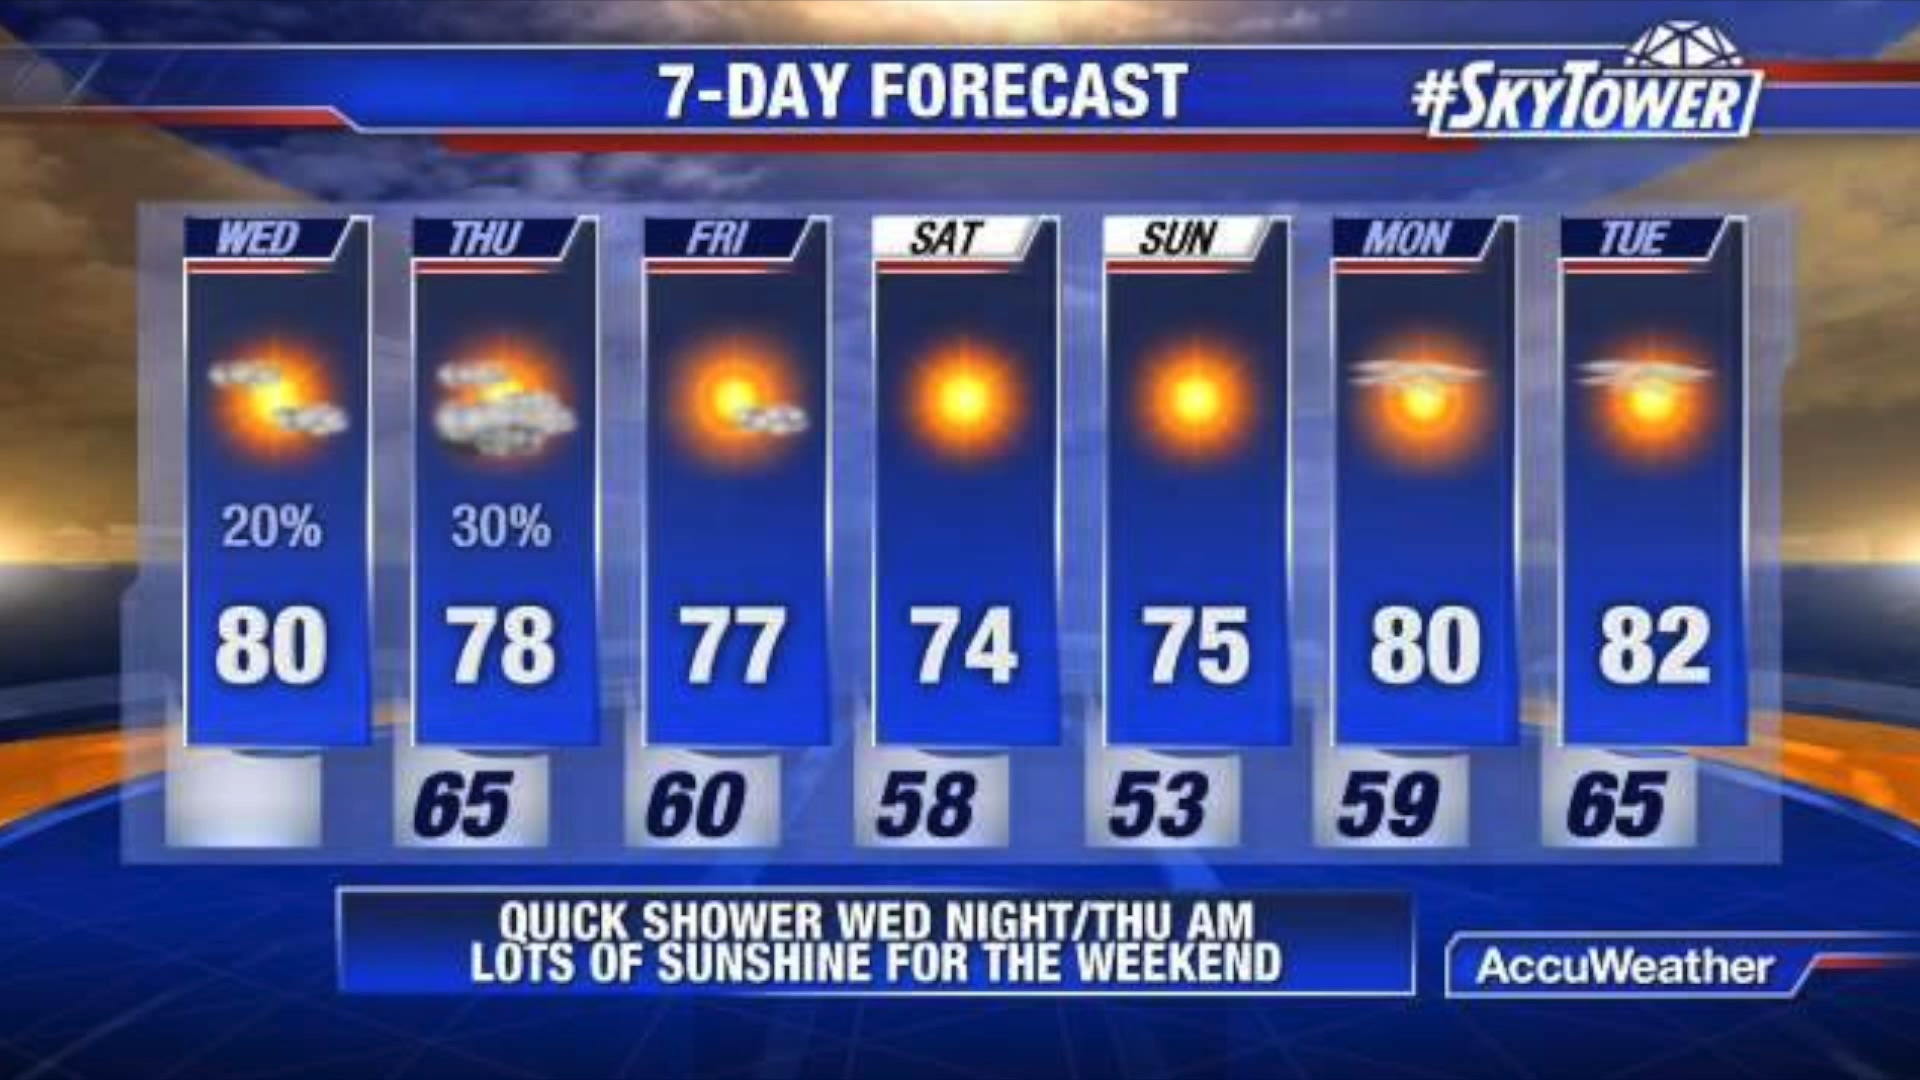 7-DAY FORECAST
#SKYTOWER
WED THU FRI SAT SUN MON TUE
20% 30%
80 78 77 74 75 80 82
65 60 58 53 59 65
QUICK SHOWER WED NIGHT/THU AM
LOTS OF SUNSHINE FOR THE WEEKEND
AccuWeather